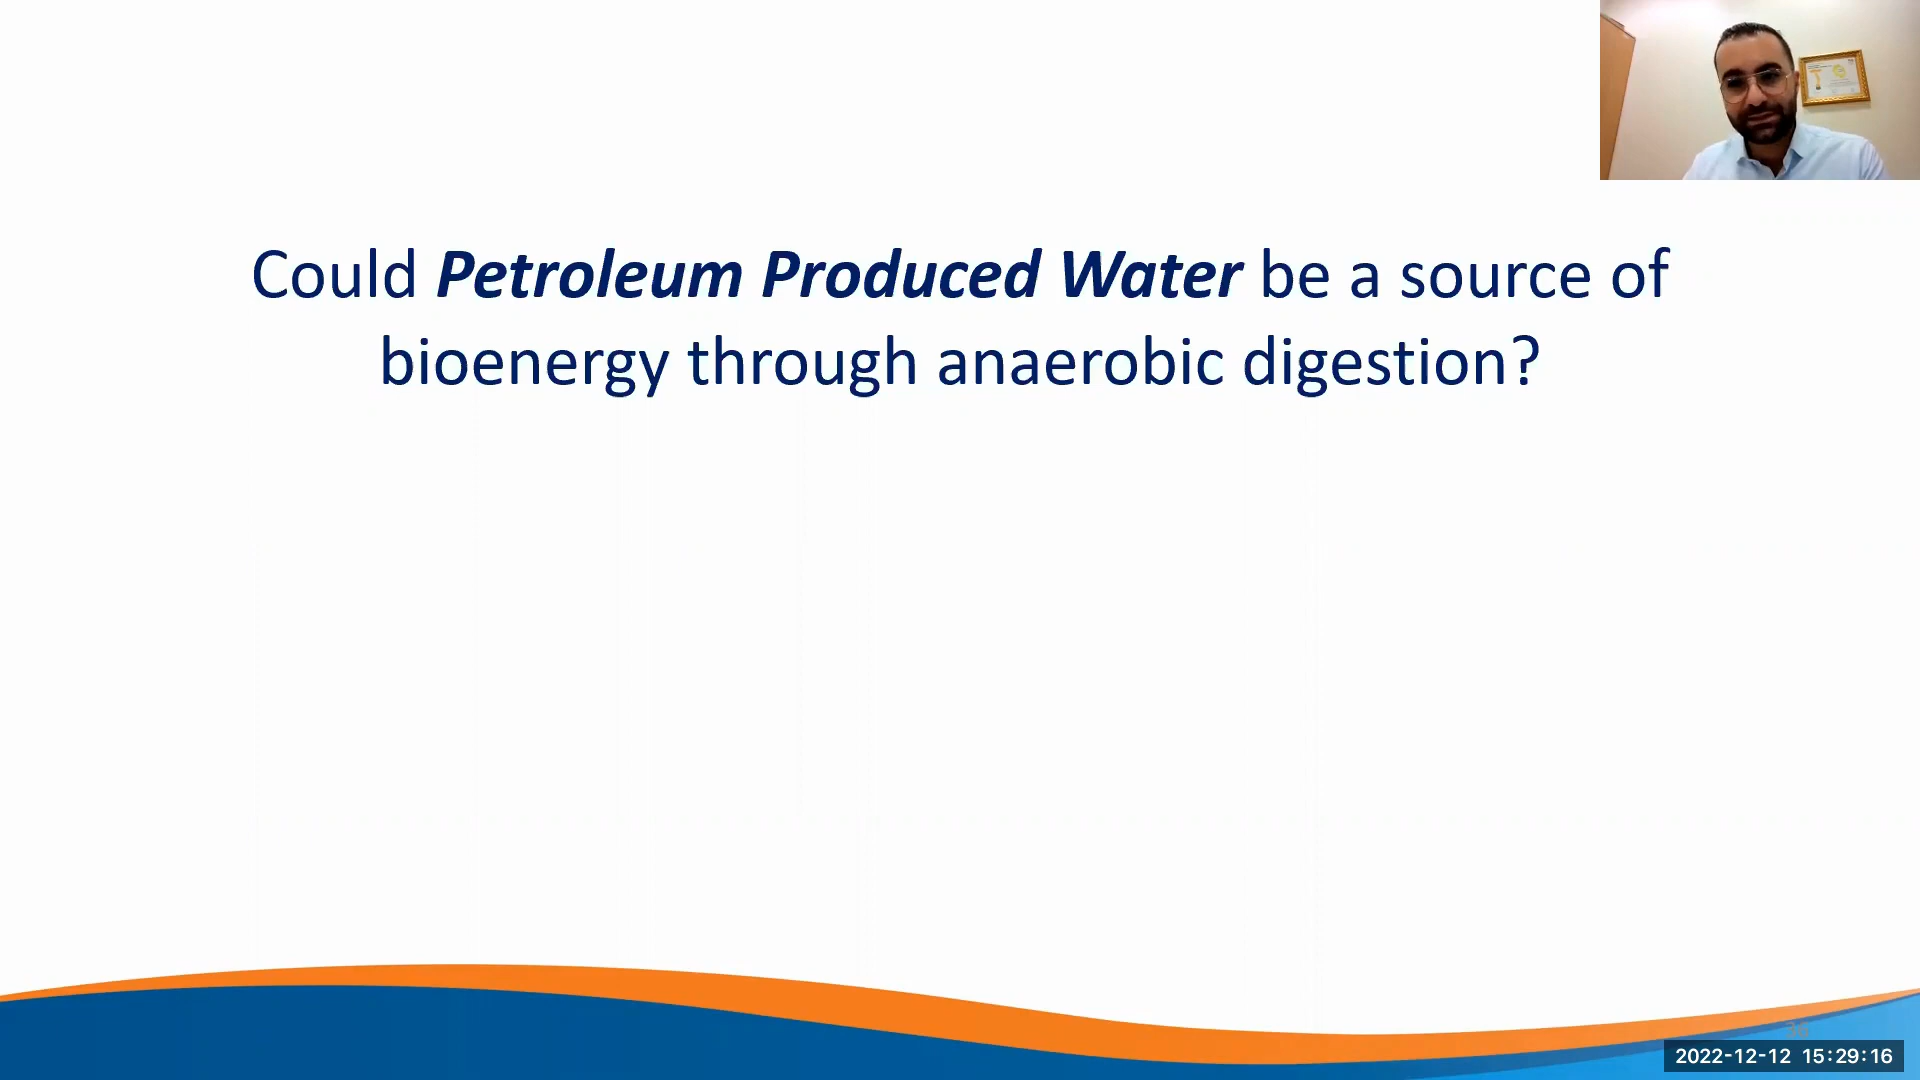 Could Petroleum Produced Water be a source of
bioenergy through anaerobic digestion?
2022-12-12 15:29:16